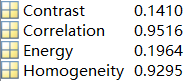 Contrast 0.1410
Correlation 0.9516
Energy 0.1964
Homogeneity 0.9295